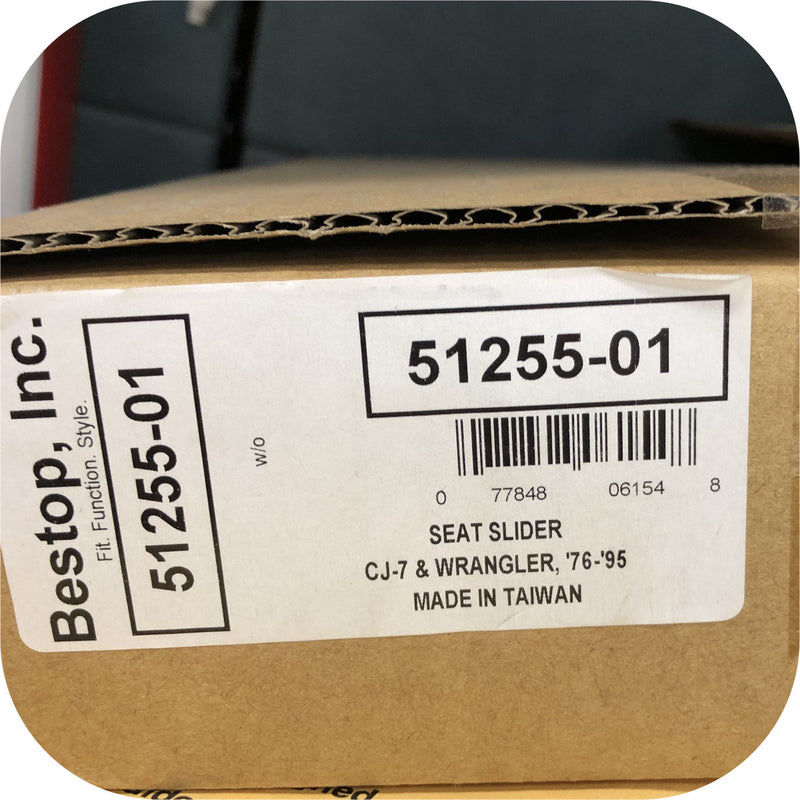 Bestop, Inc.
Fit. Function. Style.
51255-01
w/o
51255-01
0 77848 06154 8
SEAT SLIDER
CJ-7 & WRANGLER, '76-'95
MADE IN TAIWAN